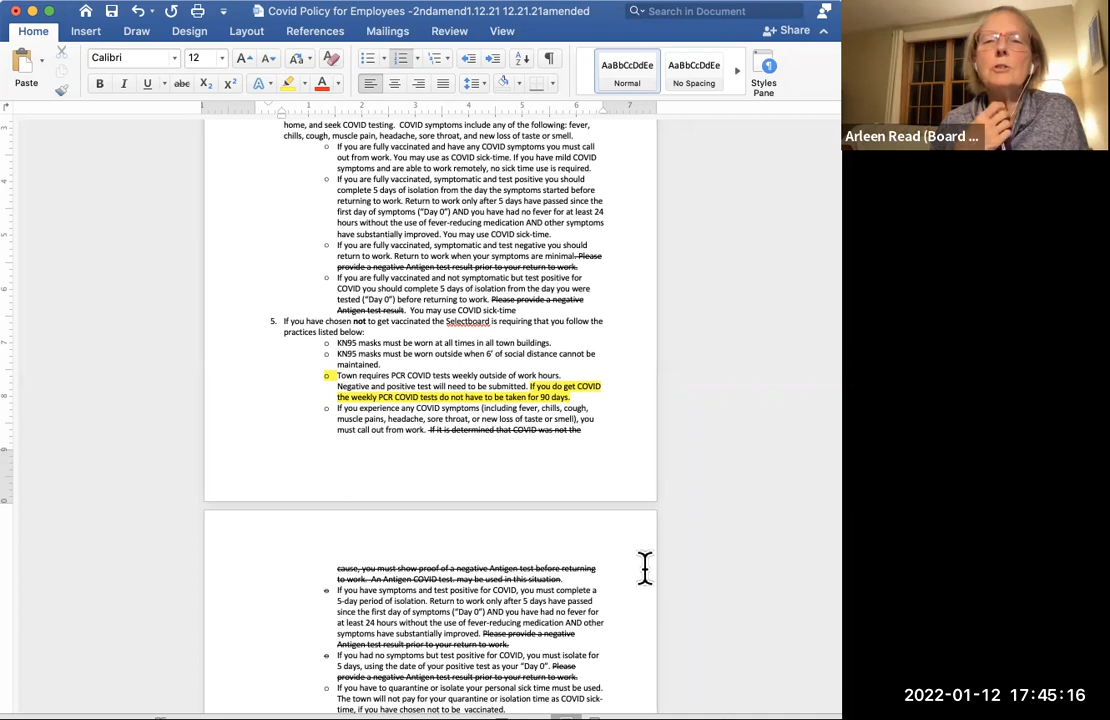 Covid Policy for Employees -2ndamend1.12.21 12.21.21amended
Search in Document
Home Insert Draw Design Layout References Mailings Review View
Share
Paste
Calibri
12
AaBbCcDdEe
Normal
AaBbCcDdEe
No Spacing
Styles
Pane
1 1 2 3 4 5 6 7
home, and seek COVID testing. COVID symptoms include any of the following: fever,
chills, cough, muscle pain, headache, sore throat, and new loss of taste or smell.
o If you are fully vaccinated and have any COVID symptoms you must call
out from work. You may use as COVID sick-time. If you have mild COVID
symptoms and are able to work remotely, no sick time use is required.
o If you are fully vaccinated, symptomatic and test positive you should
complete 5 days of isolation from the day the symptoms started before
returning to work. Return to work only after 5 days have passed since the
first day of symptoms ("Day 0") AND you have had no fever for at least 24
hours without the use of fever-reducing medication AND other symptoms
have substantially improved. You may use COVID sick-time.
o If you are fully vaccinated, symptomatic and test negative you should
return to work. Return to work when your symptoms are minimal. Please
provide a negative Antigen test result prior to your return to work.
o If you are fully vaccinated and not symptomatic but test positive for
COVID you should complete 5 days of isolation from the day you were
tested ("Day 0") before returning to work. Please provide a negative
Antigen test result. You may use COVID sick-time
5. If you have chosen not to get vaccinated the Selectboard is requiring that you follow the
practices listed below:
o KN95 masks must be worn at all times in all town buildings.
o KN95 masks must be worn outside when 6' of social distance cannot be
maintained.
o Town requires PCR COVID tests weekly outside of work hours.
Negative and positive test will need to be submitted. If you do get COVID
the weekly PCR COVID tests do not have to be taken for 90 days.
o If you experience any COVID symptoms (including fever, chills, cough,
muscle pains, headache, sore throat, or new loss of taste or smell), you
must call out from work. If it is determined that COVID was not the
cause, you must show proof of a negative Antigen test before returning
to work. An Antigen COVID test. may be used in this situation.
o If you have symptoms and test positive for COVID, you must complete a
5-day period of isolation. Return to work only after 5 days have passed
since the first day of symptoms ("Day 0") AND you have had no fever for
at least 24 hours without the use of fever-reducing medication AND other
symptoms have substantially improved. Please provide a negative
Antigen test result prior to your return to work.
o If you had no symptoms but test positive for COVID, you must isolate for
5 days, using the date of your positive test as your "Day 0". Please
provide a negative Antigen test result prior to your return to work.
o If you have to quarantine or isolate your personal sick time must be used.
The town will not pay for your quarantine or isolation time as COVID sick-
time, if you have chosen not to be vaccinated.
Arleen Read (Board ...
2022-01-12 17:45:16